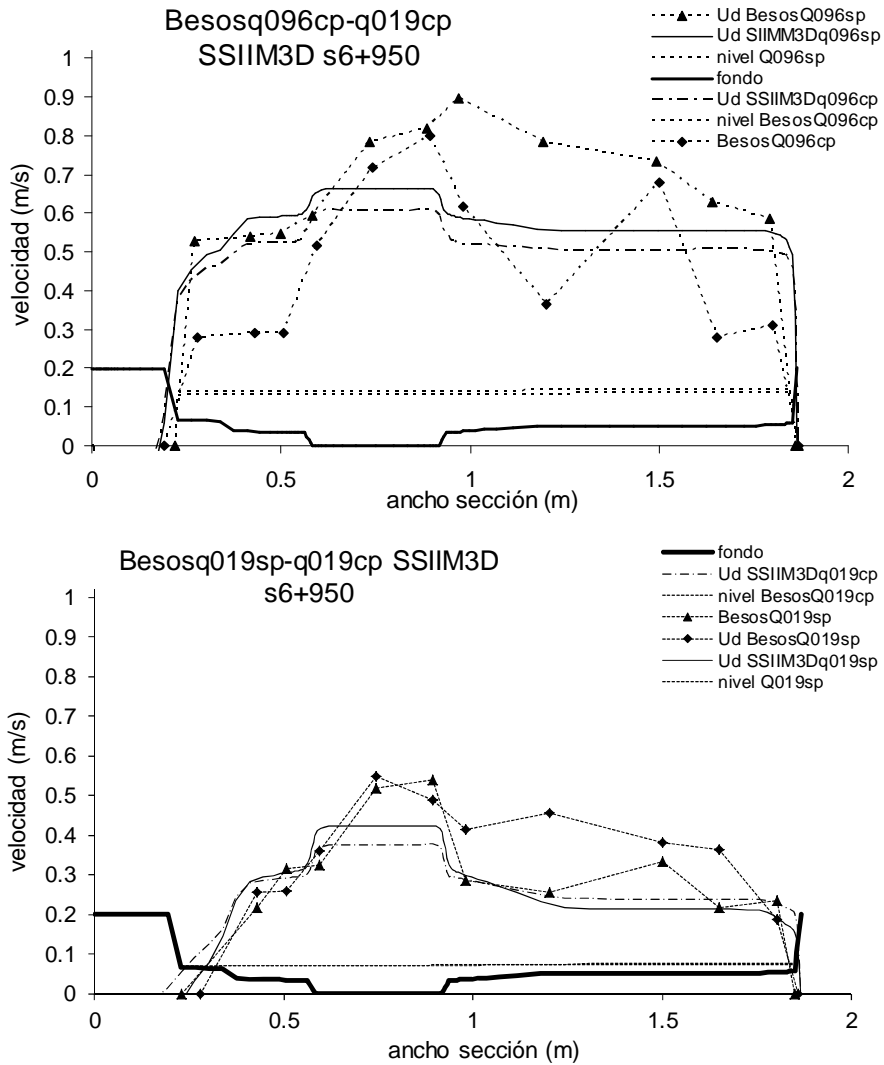 Besosq096cp-q019cp
SSIIM3D s6+950
Ud BesosQ096sp
Ud SIIMM3Dq096sp
nivel Q096sp
fondo
Ud SSIIM3Dq096cp
nivel BesosQ096cp
BesosQ096cp
velocidad (m/s)
1
0.9
0.8
0.7
0.6
0.5
0.4
0.3
0.2
0.1
0
0 0.5 1 1.5 2
ancho sección (m)
Besosq019sp-q019cp SSIIM3D
s6+950
fondo
Ud SSIIM3Dq019cp
nivel BesosQ019cp
BesosQ019sp
Ud BesosQ019sp
Ud SSIIM3Dq019sp
nivel Q019sp
velocidad (m/s)
1
0.9
0.8
0.7
0.6
0.5
0.4
0.3
0.2
0.1
0
0 0.5 1 1.5 2
ancho sección (m)